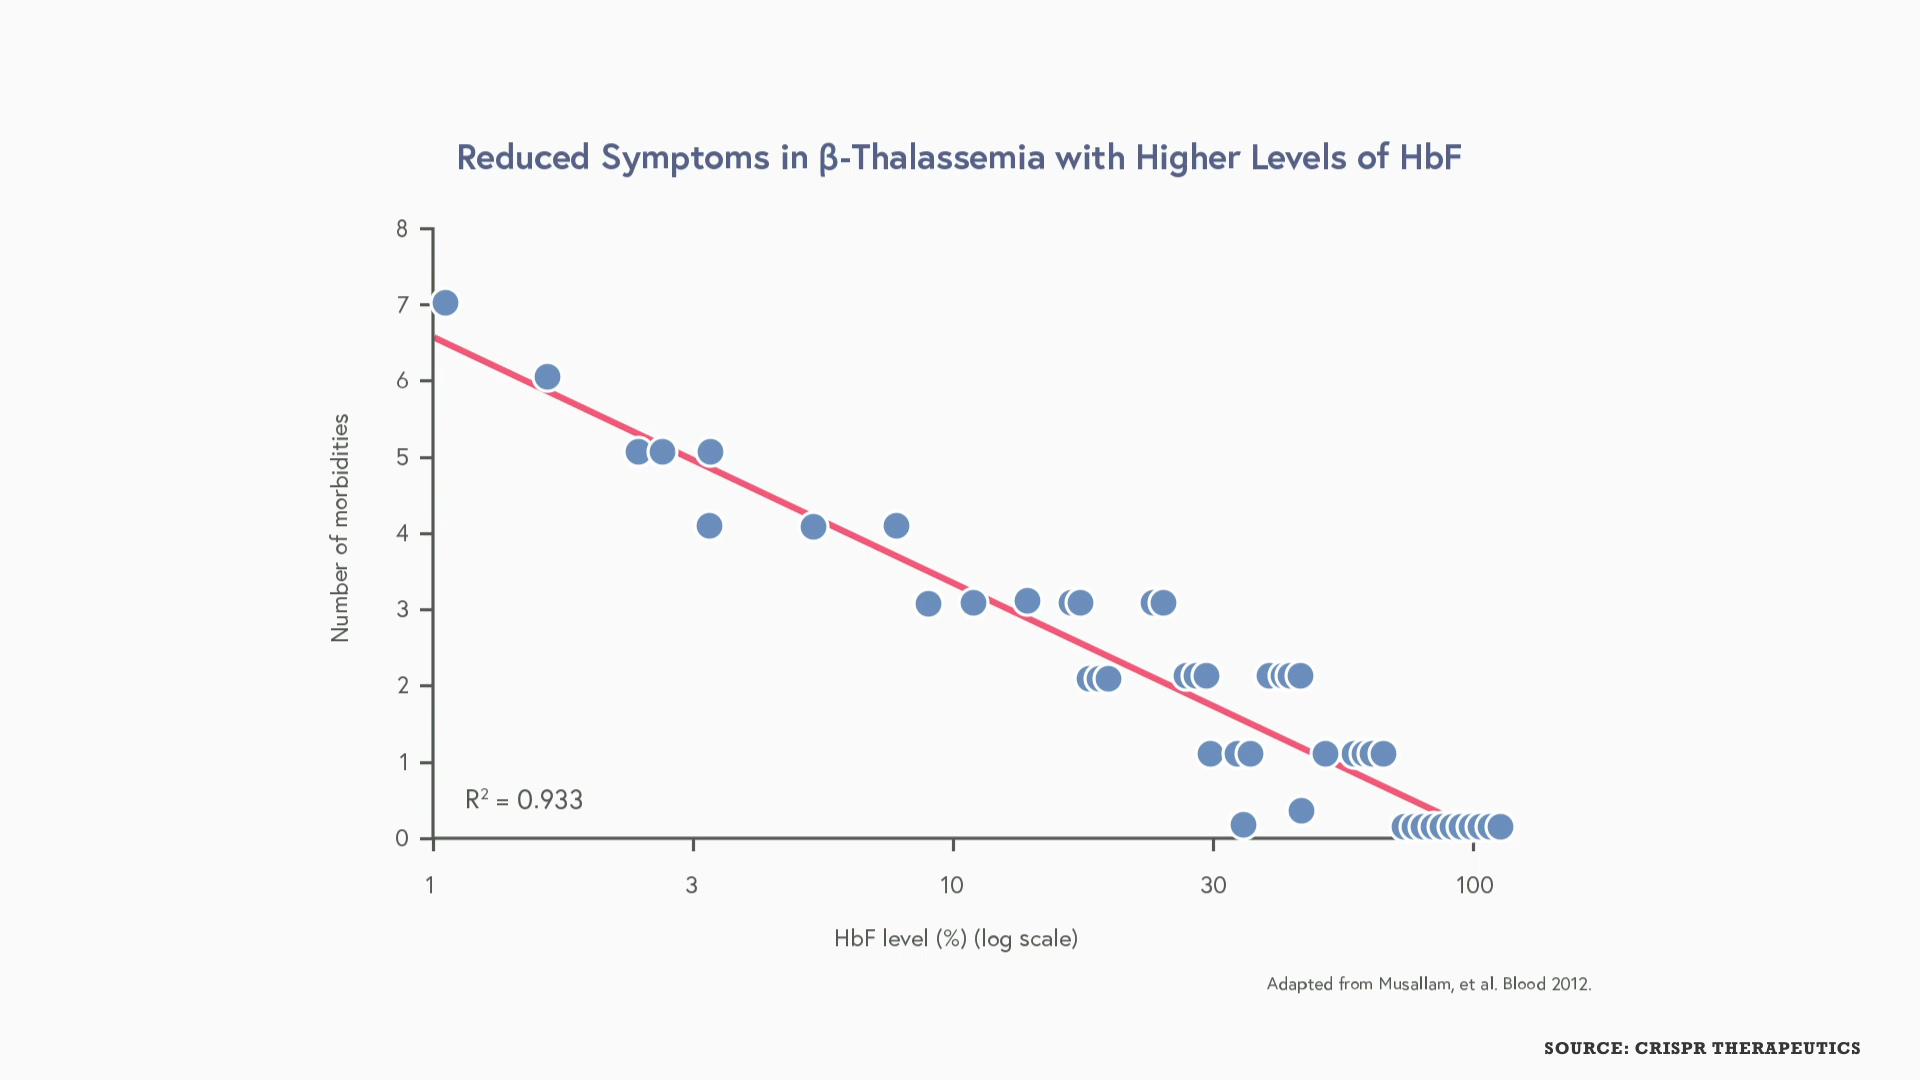 Reduced Symptoms in β-Thalassemia with Higher Levels of HbF
8
7
6
5
4
3
2
1
0
Number of morbidities
R² = 0.933
1 3 10 30 100
HbF level (%) (log scale)
Adapted from Musallam, et al. Blood 2012.
SOURCE: CRISPR THERAPEUTICS